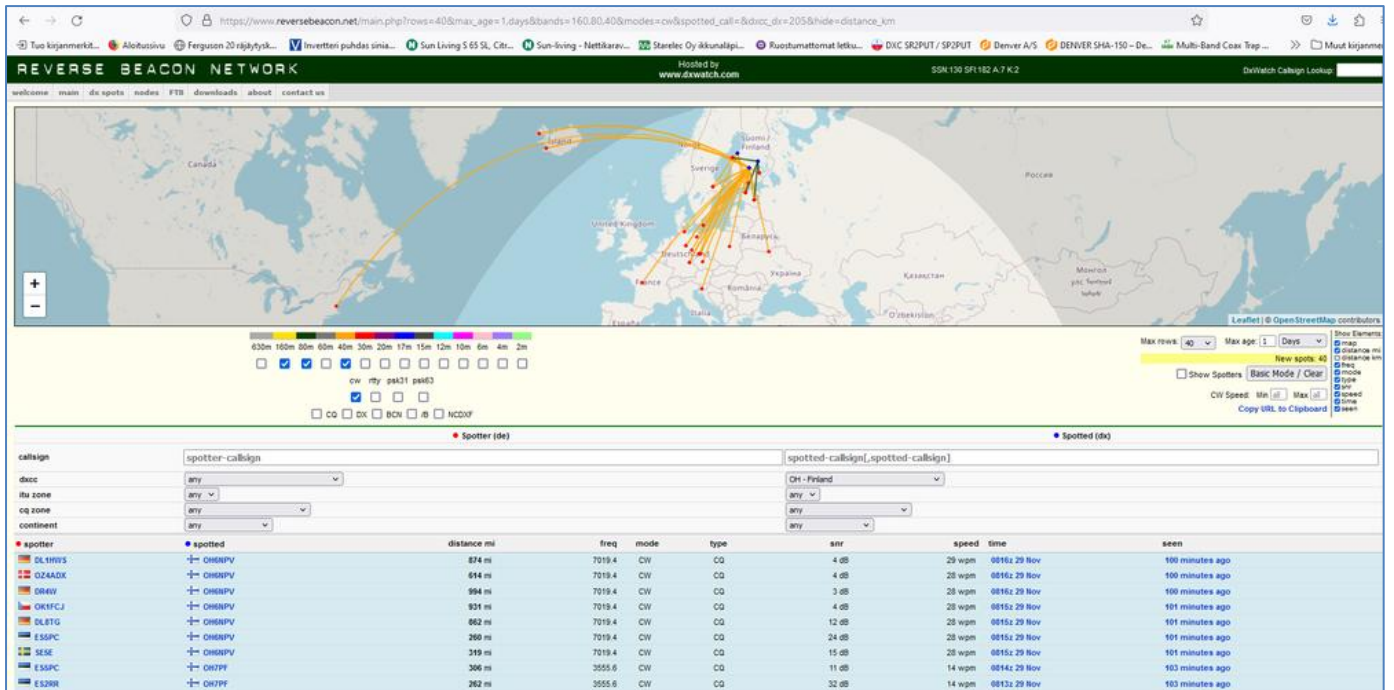 https://www.reversebeacon.net/main.php?rows=40&max_age=1,days&bands=160,80,40&modes=cw&spotted_call=&dxcc_dx=205&hide=distance_km
Tuo kirjanmerkit... Aloitussivu Ferguson 20 räjäytysk... Invertteri puhdas sinia... Sun Living S 65 SL, Citr... Sun-living - Nettikarav... Starelec Oy ikkunaläpi... Ruostumattomat letku... DXC SR2PUT / SP2PUT Denver A/S DENVER SHA-150 – De... Multi-Band Coax Trap ... Muut kirjanmer
REVERSE BEACON NETWORK
Hosted by
www.dxwatch.com
SSN:130 SFI:182 A:7 K:2
DxWatch Callsign Lookup:
welcome main dx spots nodes FTB downloads about contact us
Canada
Ísland
Norge
Suomi / Finland
Sverige
Россия
United Kingdom
Беларусь
Deutschland
Україна
Қазақстан
Монгол
France
România
Italia
España
O'zbekiston
+
−
Leaflet | © OpenStreetMap contributors
630m 160m 80m 60m 40m 30m 20m 17m 15m 12m 10m 6m 4m 2m
cw rtty psk31 psk63
CQ DX BCN /B NCDXF
Max rows: 40 Max age: 1 Days
New spots: 40
Show Spotters Basic Mode / Clear
CW Speed: Min all Max all
Copy URL to Clipboard
Show Elements:
map
distance mi
distance km
freq
mode
type
snr
speed
time
seen
Spotter (de) Spotted (dx)
callsign spotter-callsign spotted-callsign[,spotted-callsign]
dxcc any OH - Finland
itu zone any any
cq zone any any
continent any any
spotter spotted distance mi freq mode type snr speed time seen
DL1HWS OH6NPV 874 mi 7019.4 CW CQ 4 dB 29 wpm 0816z 29 Nov 100 minutes ago
OZ4ADX OH6NPV 614 mi 7019.4 CW CQ 4 dB 28 wpm 0816z 29 Nov 100 minutes ago
DR4W OH6NPV 994 mi 7019.4 CW CQ 3 dB 28 wpm 0816z 29 Nov 100 minutes ago
OK1FCJ OH6NPV 931 mi 7019.4 CW CQ 4 dB 28 wpm 0815z 29 Nov 101 minutes ago
DL8TG OH6NPV 862 mi 7019.4 CW CQ 12 dB 28 wpm 0815z 29 Nov 101 minutes ago
ES5PC OH6NPV 260 mi 7019.4 CW CQ 24 dB 28 wpm 0815z 29 Nov 101 minutes ago
SE5E OH6NPV 319 mi 7019.4 CW CQ 15 dB 28 wpm 0815z 29 Nov 101 minutes ago
ES5PC OH7PF 306 mi 3555.6 CW CQ 11 dB 14 wpm 0814z 29 Nov 103 minutes ago
ES2RR OH7PF 262 mi 3555.6 CW CQ 32 dB 14 wpm 0813z 29 Nov 103 minutes ago